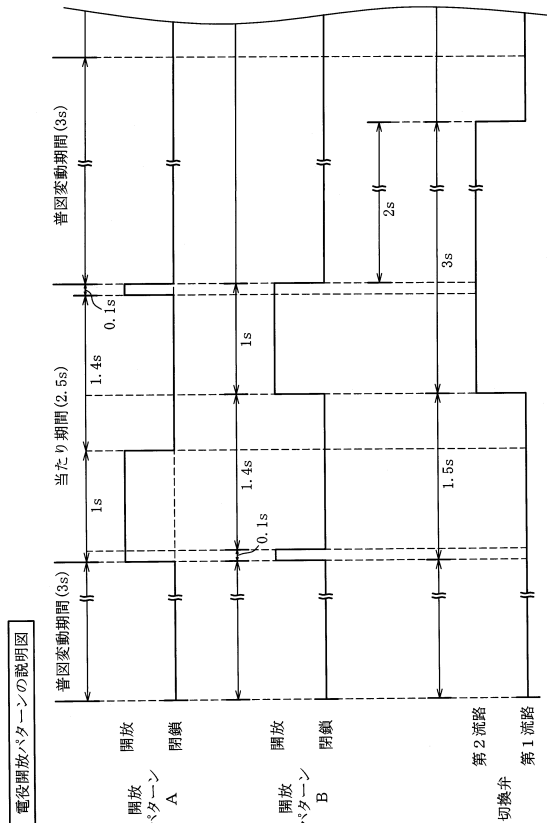 電役開放パターンの説明図
普図変動期間(3s)
当たり期間(2.5s)
普図変動期間(3s)
1s
1.4s
0.1s
開放パターンA
開放
閉鎖
0.1s
1.4s
1s
開放パターンB
開放
閉鎖
2s
1.5s
3s
切換弁
第2流路
第1流路